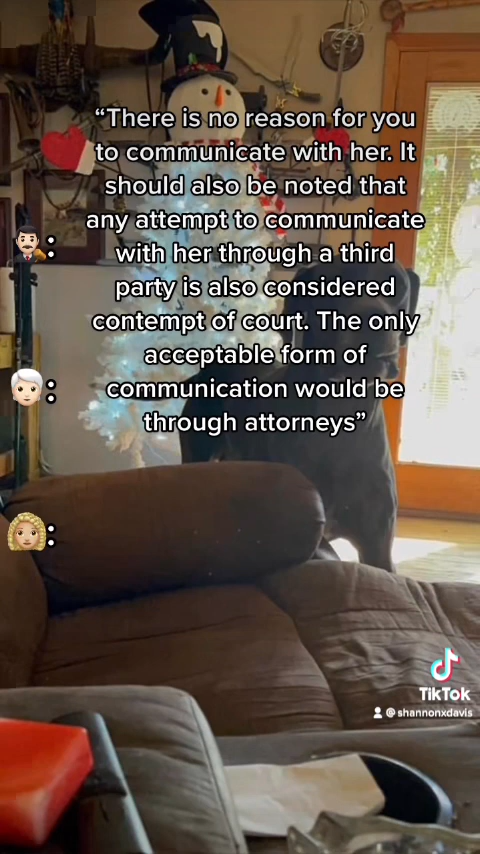 “There is no reason for you
to communicate with her. It
should also be noted that
any attempt to communicate
with her through a third
party is also considered
contempt of court. The only
acceptable form of
communication would be
through attorneys”
:
:
:
TikTok
@shannonxdavis